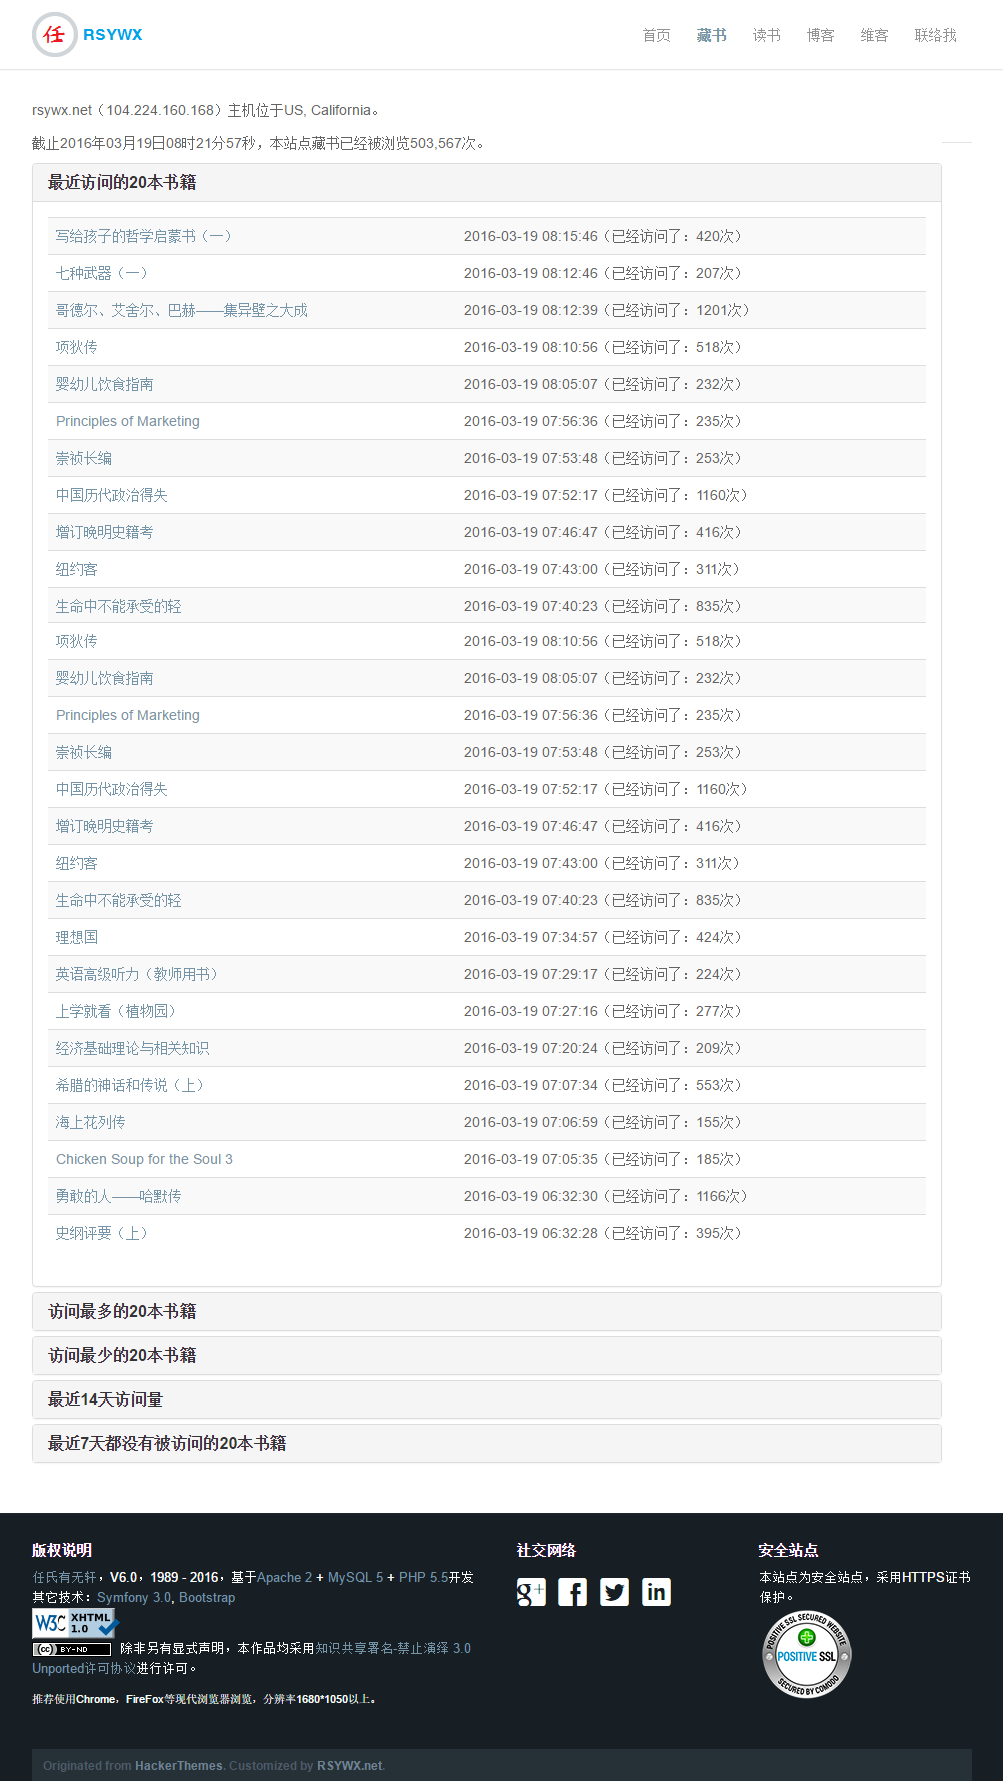 任 RSYWX 首页 藏书 读书 博客 维客 联络我
rsywx.net（104.224.160.168）主机位于US, California。
截止2016年03月19日08时21分57秒，本站点藏书已经被浏览503,567次。
最近访问的20本书籍
写给孩子的哲学启蒙书（一） 2016-03-19 08:15:46（已经访问了：420次）
七种武器（一） 2016-03-19 08:12:46（已经访问了：207次）
哥德尔、艾舍尔、巴赫——集异壁之大成 2016-03-19 08:12:39（已经访问了：1201次）
项狄传 2016-03-19 08:10:56（已经访问了：518次）
婴幼儿饮食指南 2016-03-19 08:05:07（已经访问了：232次）
Principles of Marketing 2016-03-19 07:56:36（已经访问了：235次）
崇祯长编 2016-03-19 07:53:48（已经访问了：253次）
中国历代政治得失 2016-03-19 07:52:17（已经访问了：1160次）
增订晚明史籍考 2016-03-19 07:46:47（已经访问了：416次）
纽约客 2016-03-19 07:43:00（已经访问了：311次）
生命中不能承受的轻 2016-03-19 07:40:23（已经访问了：835次）
项狄传 2016-03-19 08:10:56（已经访问了：518次）
婴幼儿饮食指南 2016-03-19 08:05:07（已经访问了：232次）
Principles of Marketing 2016-03-19 07:56:36（已经访问了：235次）
崇祯长编 2016-03-19 07:53:48（已经访问了：253次）
中国历代政治得失 2016-03-19 07:52:17（已经访问了：1160次）
增订晚明史籍考 2016-03-19 07:46:47（已经访问了：416次）
纽约客 2016-03-19 07:43:00（已经访问了：311次）
生命中不能承受的轻 2016-03-19 07:40:23（已经访问了：835次）
理想国 2016-03-19 07:34:57（已经访问了：424次）
英语高级听力（教师用书） 2016-03-19 07:29:17（已经访问了：224次）
上学就看（植物园） 2016-03-19 07:27:16（已经访问了：277次）
经济基础理论与相关知识 2016-03-19 07:20:24（已经访问了：209次）
希腊的神话和传说（上） 2016-03-19 07:07:34（已经访问了：553次）
海上花列传 2016-03-19 07:06:59（已经访问了：155次）
Chicken Soup for the Soul 3 2016-03-19 07:05:35（已经访问了：185次）
勇敢的人——哈默传 2016-03-19 06:32:30（已经访问了：1166次）
史纲评要（上） 2016-03-19 06:32:28（已经访问了：395次）
访问最多的20本书籍
访问最少的20本书籍
最近14天访问量
最近7天都没有被访问的20本书籍
版权说明
任氏有无轩，V6.0，1989 - 2016，基于Apache 2 + MySQL 5 + PHP 5.5开发
其它技术：Symfony 3.0, Bootstrap
W3C XHTML 1.0
cc BY-ND 除非另有显式声明，本作品均采用知识共享署名-禁止演绎 3.0
Unported许可协议进行许可。
推荐使用Chrome，FireFox等现代浏览器浏览，分辨率1680*1050以上。
社交网络
g+ f in
安全站点
本站点为安全站点，采用HTTPS证书
保护。
POSITIVE SSL SECURED WEBSITE
POSITIVE SSL
SECURED BY COMODO
Originated from HackerThemes. Customized by RSYWX.net.